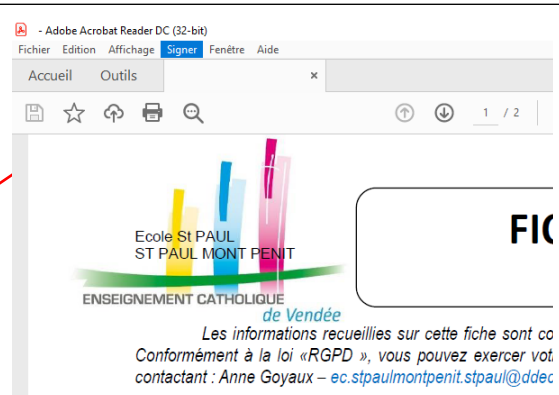 - Adobe Acrobat Reader DC (32-bit)
Fichier Edition Affichage Signer Fenêtre Aide
Accueil Outils ×
1 / 2
Ecole St PAUL
ST PAUL MONT PENIT
FIC
ENSEIGNEMENT CATHOLIQUE
de Vendée
Les informations recueillies sur cette fiche sont co
Conformément à la loi «RGPD », vous pouvez exercer vot
contactant : Anne Goyaux – ec.stpaulmontpenit.stpaul@ddec